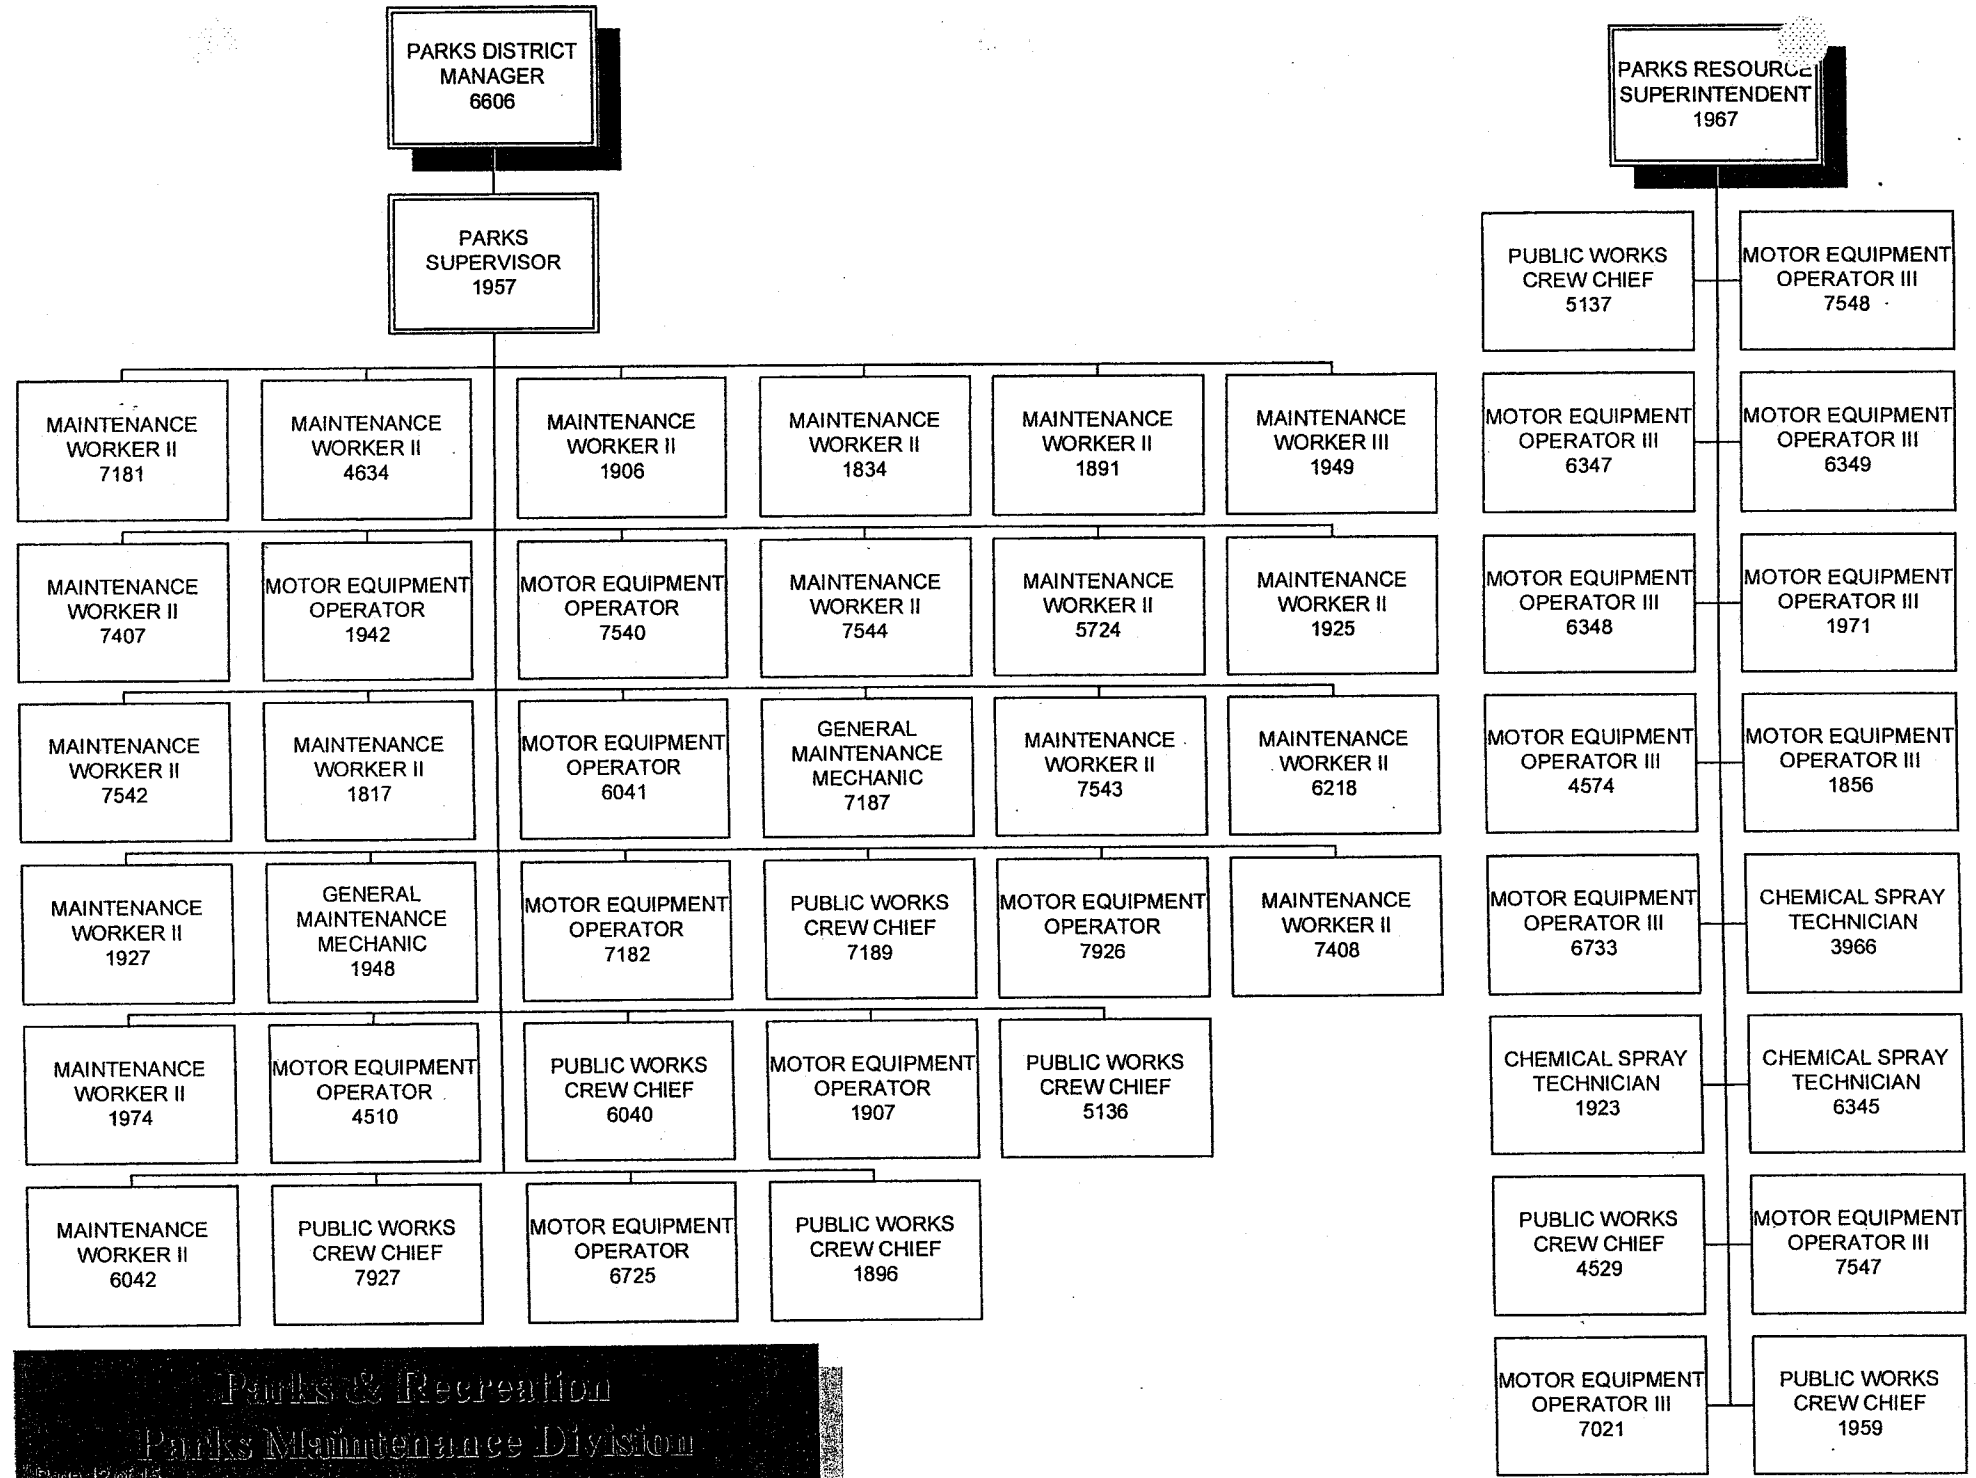 PARKS DISTRICT
MANAGER
6606
PARKS
SUPERVISOR
1957
MAINTENANCE
WORKER II
7181
MAINTENANCE
WORKER II
4634
MAINTENANCE
WORKER II
1906
MAINTENANCE
WORKER II
1834
MAINTENANCE
WORKER II
1891
MAINTENANCE
WORKER III
1949
MAINTENANCE
WORKER II
7407
MOTOR EQUIPMENT
OPERATOR
1942
MOTOR EQUIPMENT
OPERATOR
7540
MAINTENANCE
WORKER II
7544
MAINTENANCE
WORKER II
5724
MAINTENANCE
WORKER II
1925
MAINTENANCE
WORKER II
7542
MAINTENANCE
WORKER II
1817
MOTOR EQUIPMENT
OPERATOR
6041
GENERAL
MAINTENANCE
MECHANIC
7187
MAINTENANCE
WORKER II
7543
MAINTENANCE
WORKER II
6218
MAINTENANCE
WORKER II
1927
GENERAL
MAINTENANCE
MECHANIC
1948
MOTOR EQUIPMENT
OPERATOR
7182
PUBLIC WORKS
CREW CHIEF
7189
MOTOR EQUIPMENT
OPERATOR
7926
MAINTENANCE
WORKER II
7408
MAINTENANCE
WORKER II
1974
MOTOR EQUIPMENT
OPERATOR
4510
PUBLIC WORKS
CREW CHIEF
6040
MOTOR EQUIPMENT
OPERATOR
1907
PUBLIC WORKS
CREW CHIEF
5136
MAINTENANCE
WORKER II
6042
PUBLIC WORKS
CREW CHIEF
7927
MOTOR EQUIPMENT
OPERATOR
6725
PUBLIC WORKS
CREW CHIEF
1896
PARKS RESOURCE
SUPERINTENDENT
1967
PUBLIC WORKS
CREW CHIEF
5137
MOTOR EQUIPMENT
OPERATOR III
7548
MOTOR EQUIPMENT
OPERATOR III
6347
MOTOR EQUIPMENT
OPERATOR III
6349
MOTOR EQUIPMENT
OPERATOR III
6348
MOTOR EQUIPMENT
OPERATOR III
1971
MOTOR EQUIPMENT
OPERATOR III
4574
MOTOR EQUIPMENT
OPERATOR III
1856
MOTOR EQUIPMENT
OPERATOR III
6733
CHEMICAL SPRAY
TECHNICIAN
3966
CHEMICAL SPRAY
TECHNICIAN
1923
CHEMICAL SPRAY
TECHNICIAN
6345
PUBLIC WORKS
CREW CHIEF
4529
MOTOR EQUIPMENT
OPERATOR III
7547
MOTOR EQUIPMENT
OPERATOR III
7021
PUBLIC WORKS
CREW CHIEF
1959
Parks & Recreation
Parks Maintenance Division